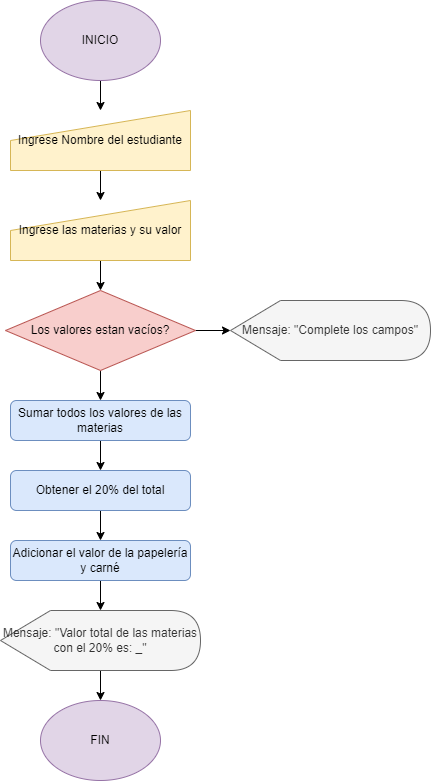 INICIO
Ingrese Nombre del estudiante
Ingrese las materias y su valor
Los valores estan vacíos?
Mensaje: "Complete los campos"
Sumar todos los valores de las
materias
Obtener el 20% del total
Adicionar el valor de la papelería
y carné
Mensaje: "Valor total de las materias
con el 20% es: _"
FIN